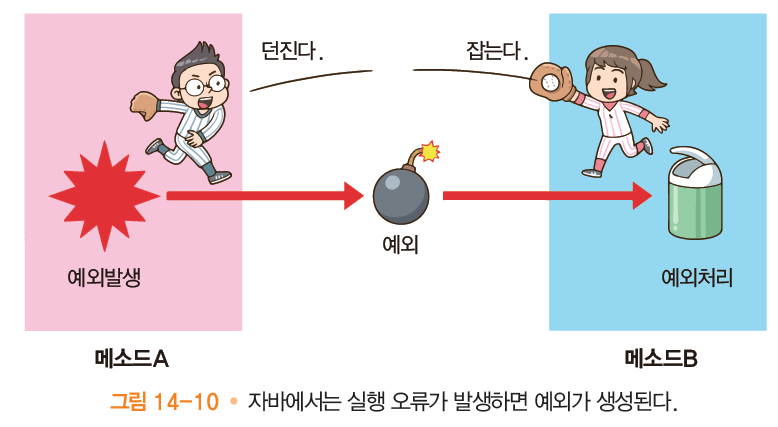 던진다.
잡는다.
예외
예외발생
예외처리
메소드A
메소드B
그림 14-10 • 자바에서는 실행 오류가 발생하면 예외가 생성된다.